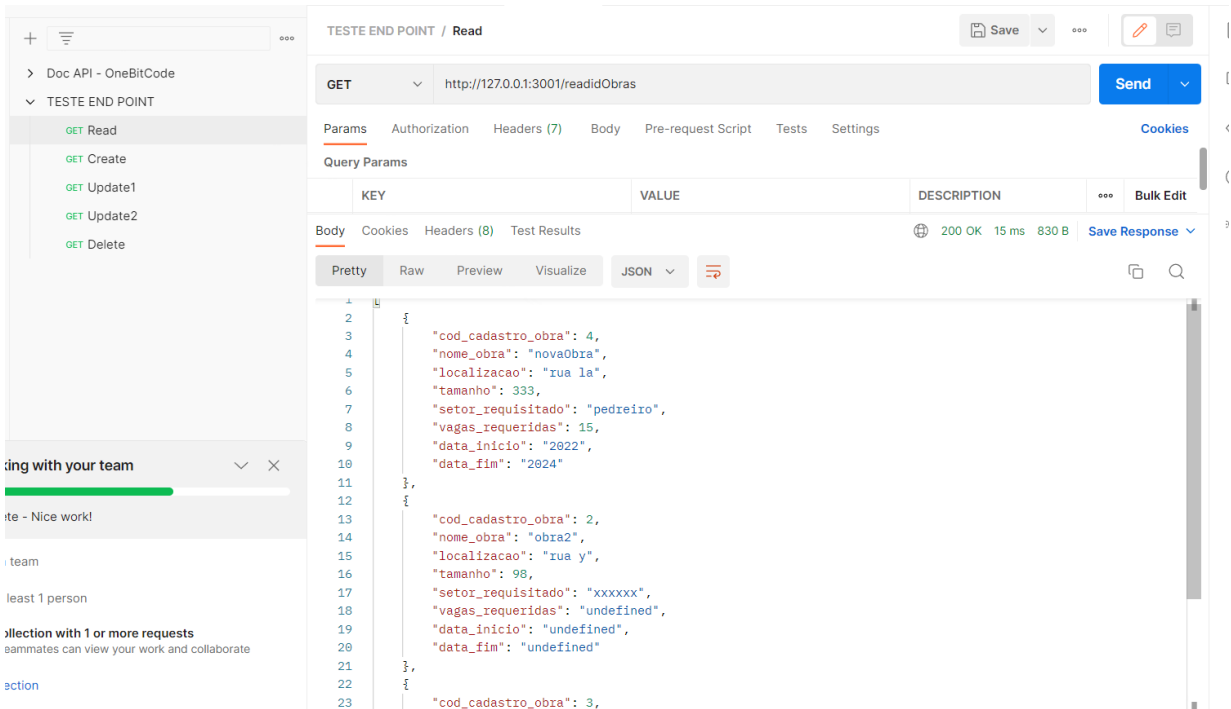 TESTE END POINT / Read
Save
Doc API - OneBitCode
TESTE END POINT
GET Read
GET Create
GET Update1
GET Update2
GET Delete
GET
http://127.0.0.1:3001/readidObras
Send
Params Authorization Headers (7) Body Pre-request Script Tests Settings Cookies
Query Params
KEY VALUE DESCRIPTION Bulk Edit
Body Cookies Headers (8) Test Results 200 OK 15 ms 830 B Save Response
Pretty Raw Preview Visualize JSON
1 [
2 {
3 "cod_cadastro_obra": 4,
4 "nome_obra": "novaObra",
5 "localizacao": "rua la",
6 "tamanho": 333,
7 "setor_requisitado": "pedreiro",
8 "vagas_requeridas": 15,
9 "data_inicio": "2022",
10 "data_fim": "2024"
11 },
12 {
13 "cod_cadastro_obra": 2,
14 "nome_obra": "obra2",
15 "localizacao": "rua y",
16 "tamanho": 98,
17 "setor_requisitado": "xxxxxx",
18 "vagas_requeridas": "undefined",
19 "data_inicio": "undefined",
20 "data_fim": "undefined"
21 },
22 {
23 "cod_cadastro_obra": 3,
king with your team
ete - Nice work!
team
least 1 person
ollection with 1 or more requests
eammates can view your work and collaborate
ection